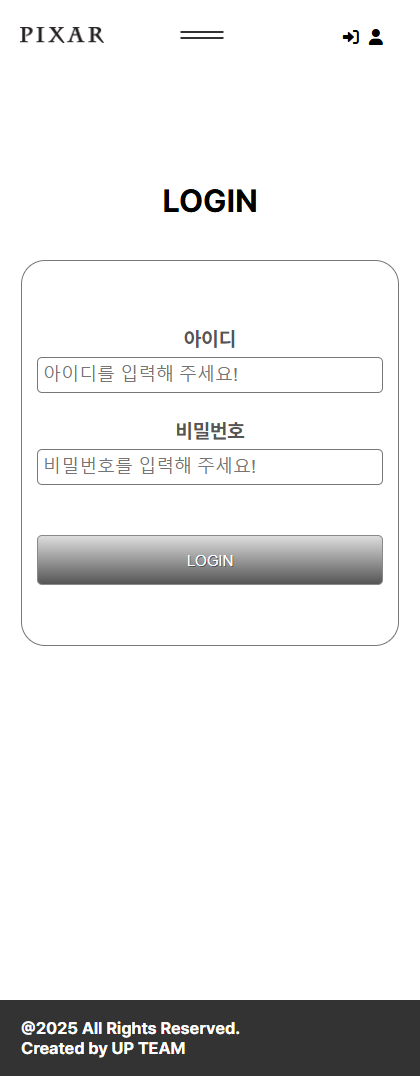 PIXAR
LOGIN
아이디
아이디를 입력해 주세요!
비밀번호
비밀번호를 입력해 주세요!
LOGIN
@2025 All Rights Reserved.
Created by UP TEAM